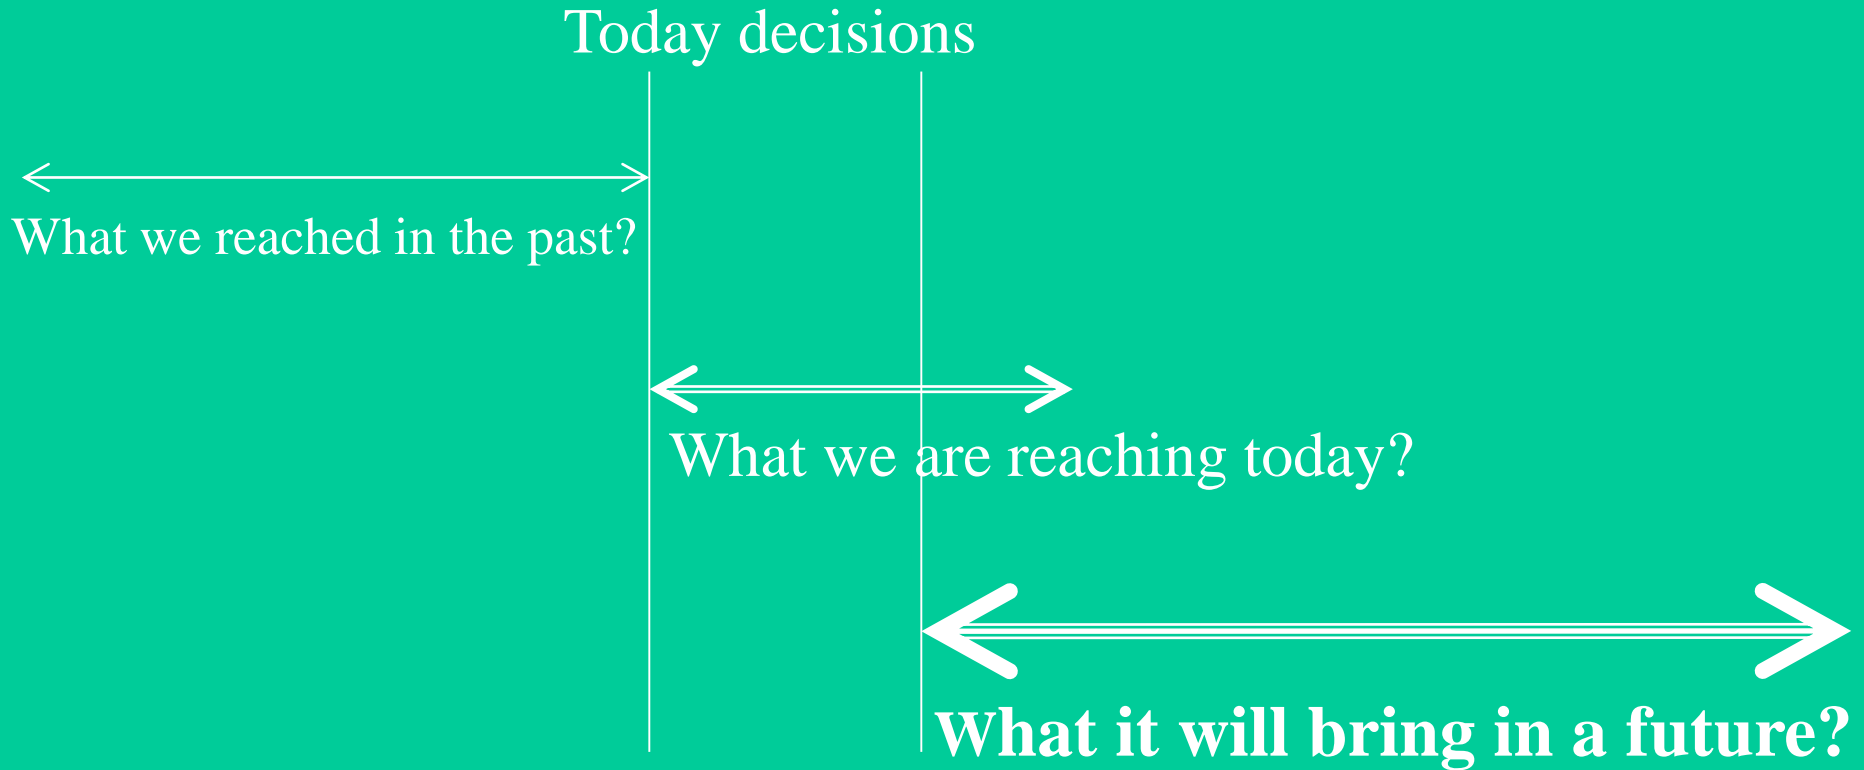 Today decisions
What we reached in the past?
What we are reaching today?
What it will bring in a future?